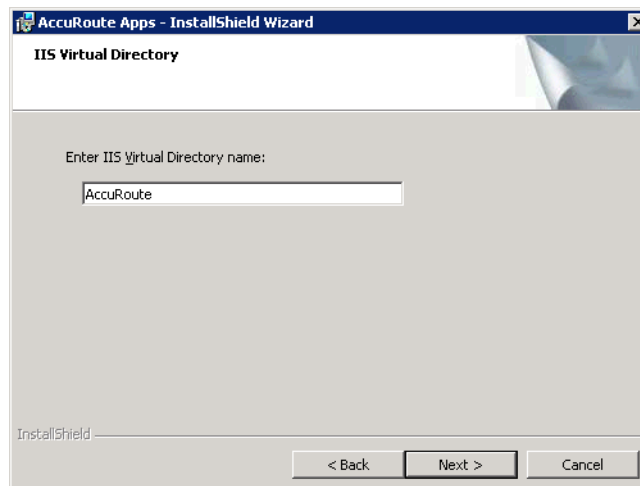 AccuRoute Apps - InstallShield Wizard
IIS Virtual Directory
Enter IIS Virtual Directory name:
AccuRoute
InstallShield
< Back Next > Cancel